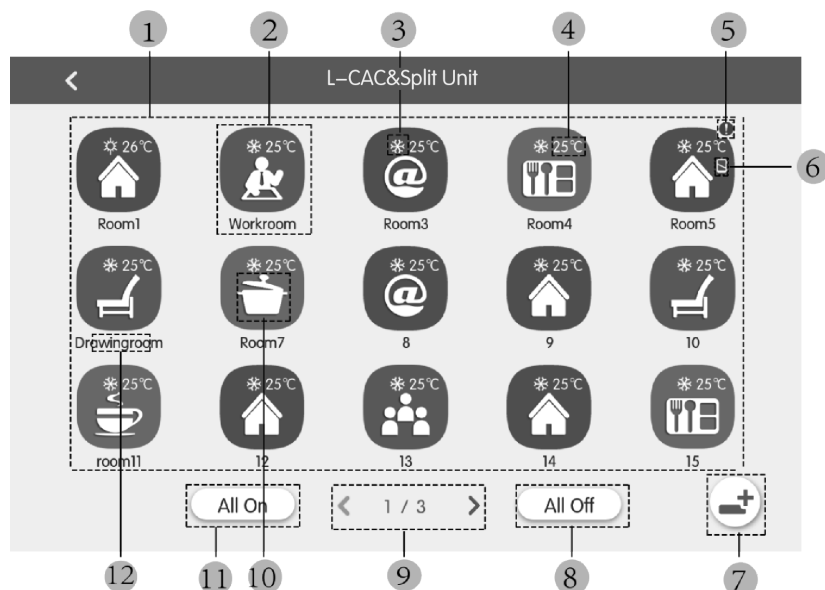 1 2 3 4 5
L-CAC&Split Unit
26℃ 25℃ 25℃ 25℃ 25℃
6
Room1 Workroom Room3 Room4 Room5
25℃ 25℃ 25℃ 25℃ 25℃
Drawingroom Room7 8 9 10
25℃ 25℃ 25℃ 25℃ 25℃
room11 12 13 14 15
All On 1 / 3 All Off
12 11 10 9 8 7